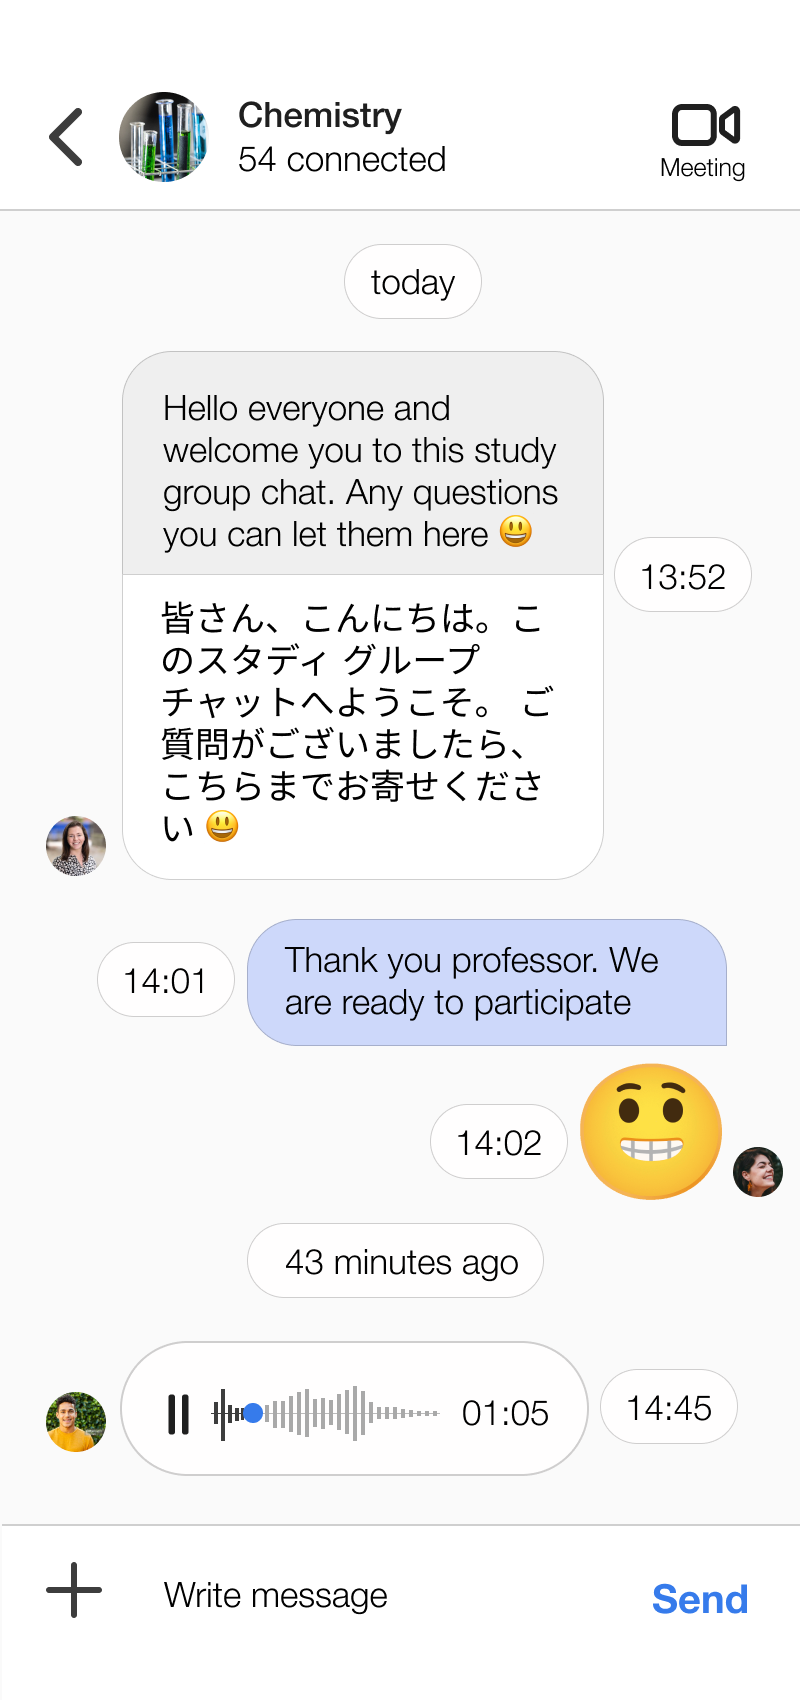 Chemistry
54 connected
Meeting
today
Hello everyone and
welcome you to this study
group chat. Any questions
you can let them here 😃
13:52
皆さん、こんにちは。こ
のスタディ グループ
チャットへようこそ。 ご
質問がございましたら、
こちらまでお寄せくださ
い 😃
14:01
Thank you professor. We
are ready to participate
14:02
43 minutes ago
01:05
14:45
Write message
Send